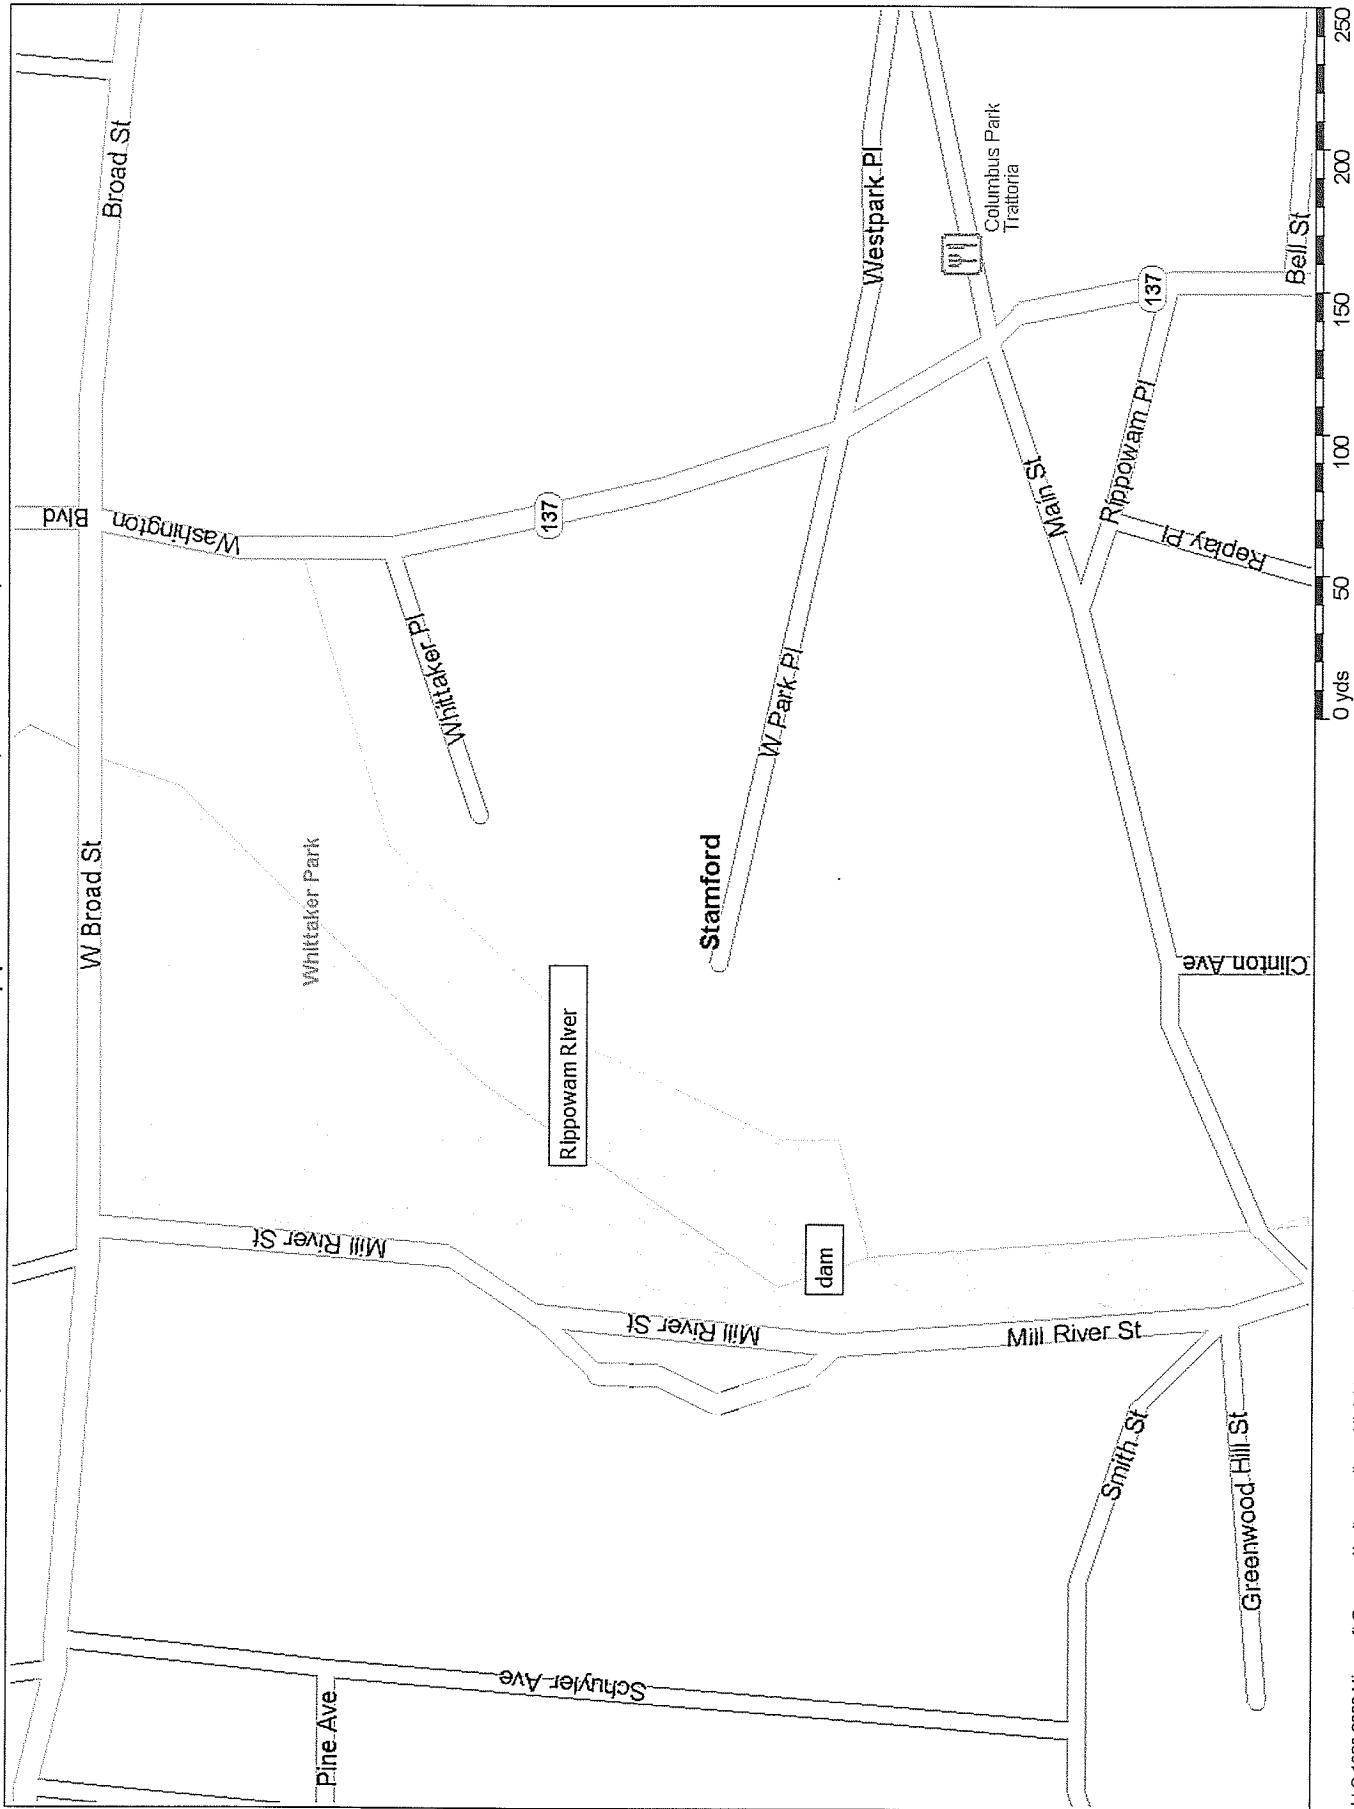 Broad St
W Broad St
Washington
Blvd
Whittaker Park
Whittaker Pl
137
Rippowam River
Stamford
Westpark Pl
W Park Pl
Columbus Park
Trattoria
Main St
137
Rippowam Pl
Replay Pl
Bell St
Clinton Ave
dam
Mill River St
Mill River St
Mill River St
Smith St
Greenwood Hill St
Schuyler Ave
Pine Ave
0 yds
50
100
150
200
250